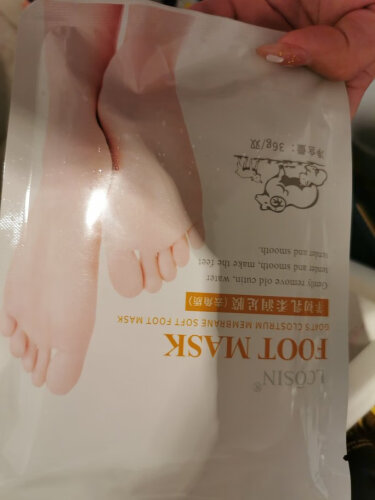 LCOSIN®
FOOT MASK
GOATS CLOSTRUM MEMBRANE SOFT FOOT MASK
羊初乳柔润足膜(去角质)
Gently remove old cutin, water
tender and smooth, make the feet
tender and smooth.
净含量：36g/双